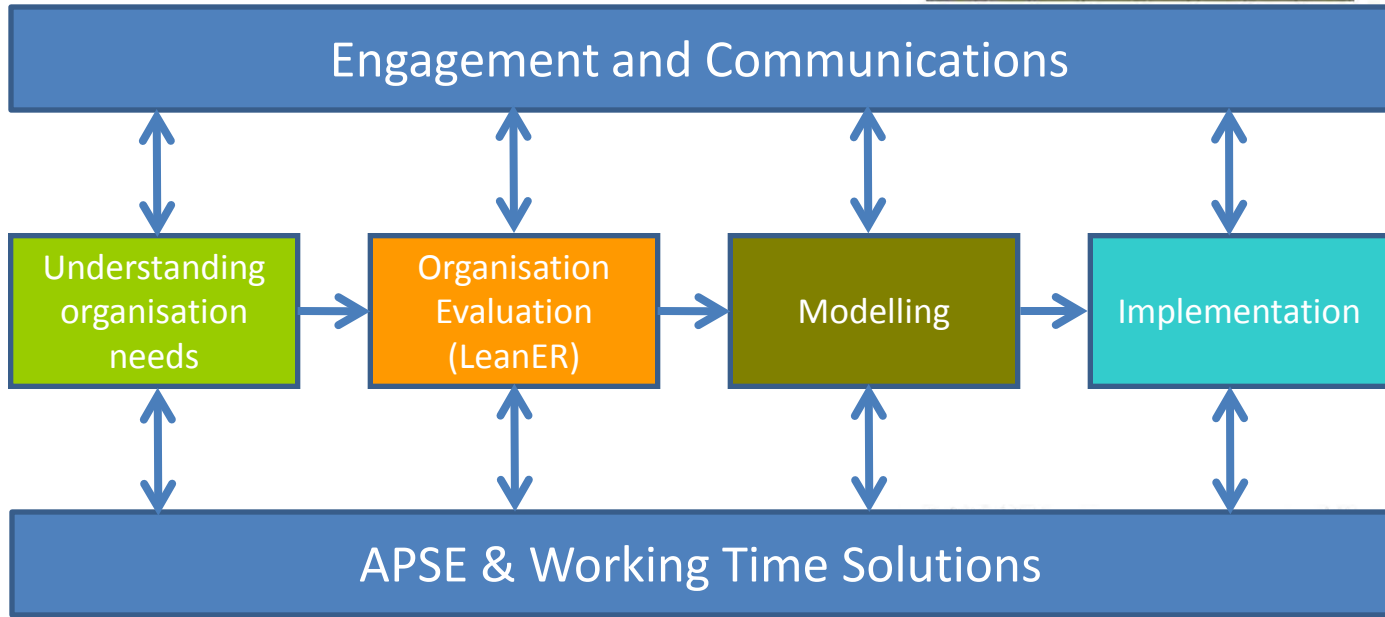 Engagement and Communications
Understanding
organisation
needs
Organisation
Evaluation
(LeanER)
Modelling
Implementation
APSE & Working Time Solutions